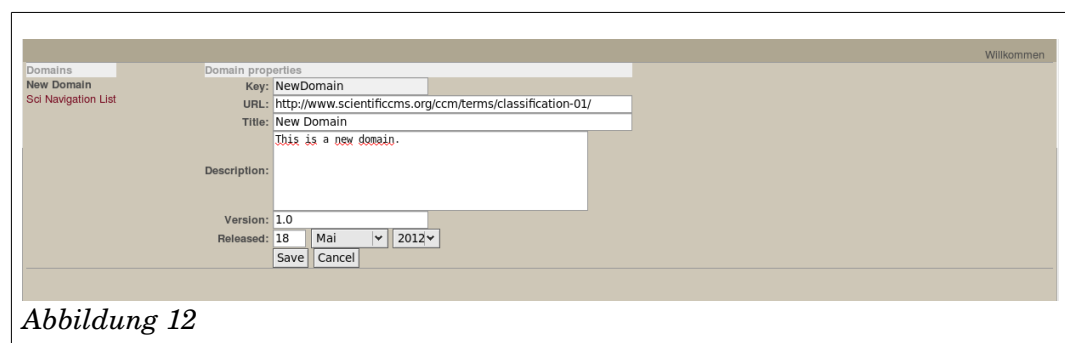 Willkommen
Domains
New Domain
Sci Navigation List
Domain properties
Key: NewDomain
URL: http://www.scientificcms.org/ccm/terms/classification-01/
Title: New Domain
Description: This is a new domain.
Version: 1.0
Released: 18 Mai 2012
Save Cancel
Abbildung 12